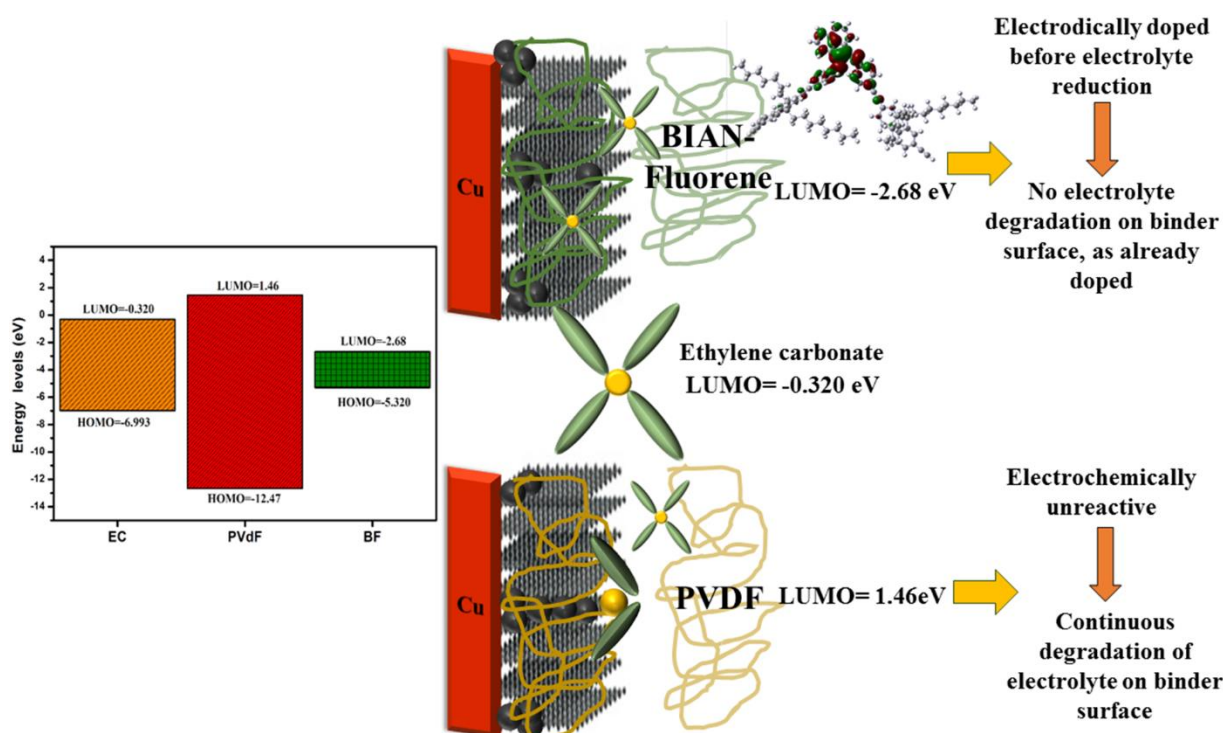 Energy levels (eV)
4
2
0
-2
-4
-6
-8
-10
-12
-14
LUMO=-0.320
HOMO=-6.993
LUMO=1.46
HOMO=-12.47
LUMO=-2.68
HOMO=-5.320
EC
PVdF
BF
Cu
BIAN-
Fluorene
LUMO= -2.68 eV
Electrodically doped
before electrolyte
reduction
No electrolyte
degradation on binder
surface, as already
doped
Ethylene carbonate
LUMO= -0.320 eV
Cu
PVDF
LUMO= 1.46eV
Electrochemically
unreactive
Continuous
degradation of
electrolyte on binder
surface